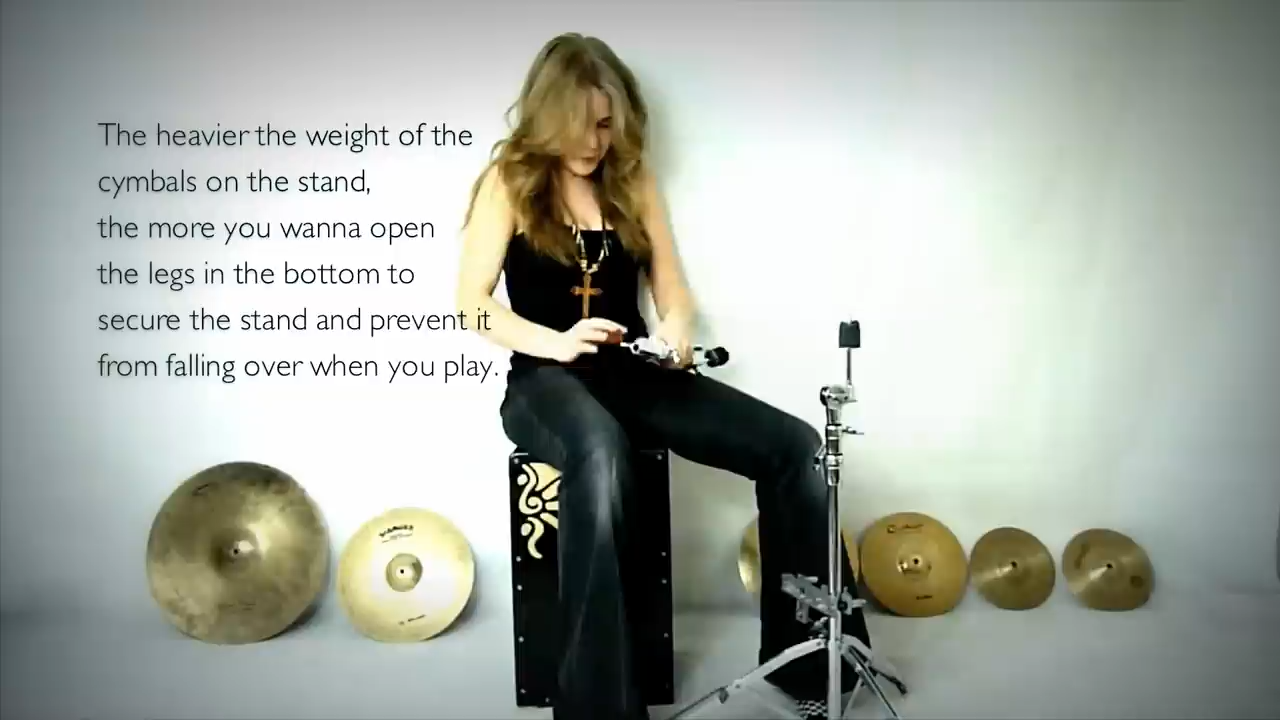 The heavier the weight of the
cymbals on the stand,
the more you wanna open
the legs in the bottom to
secure the stand and prevent it
from falling over when you play.